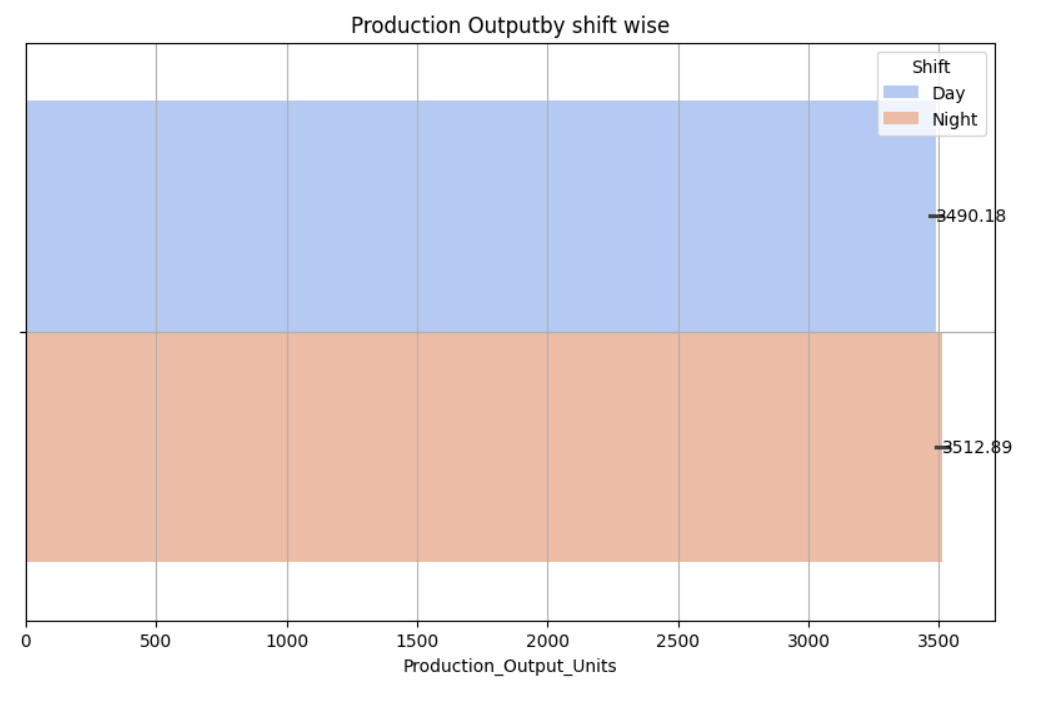 Production Outputby shift wise
Shift
Day
Night
3490.18
3512.89
0 500 1000 1500 2000 2500 3000 3500
Production_Output_Units